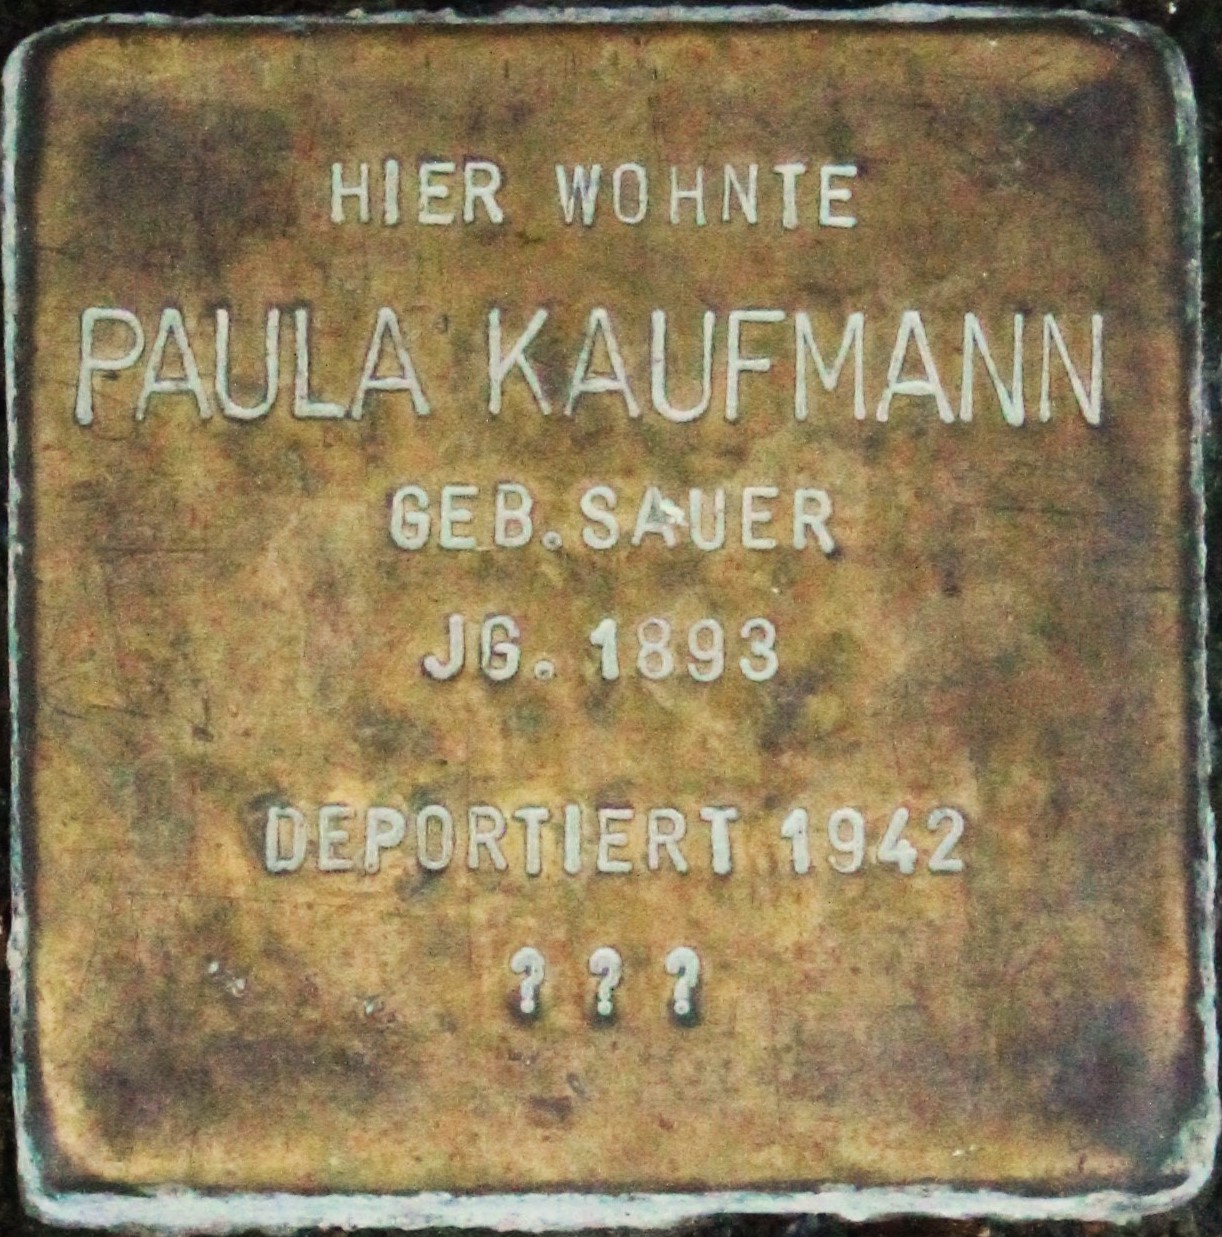 HIER WOHNTE
PAULA KAUFMANN
GEB. SAUER
JG. 1893
DEPORTIERT 1942
? ? ?